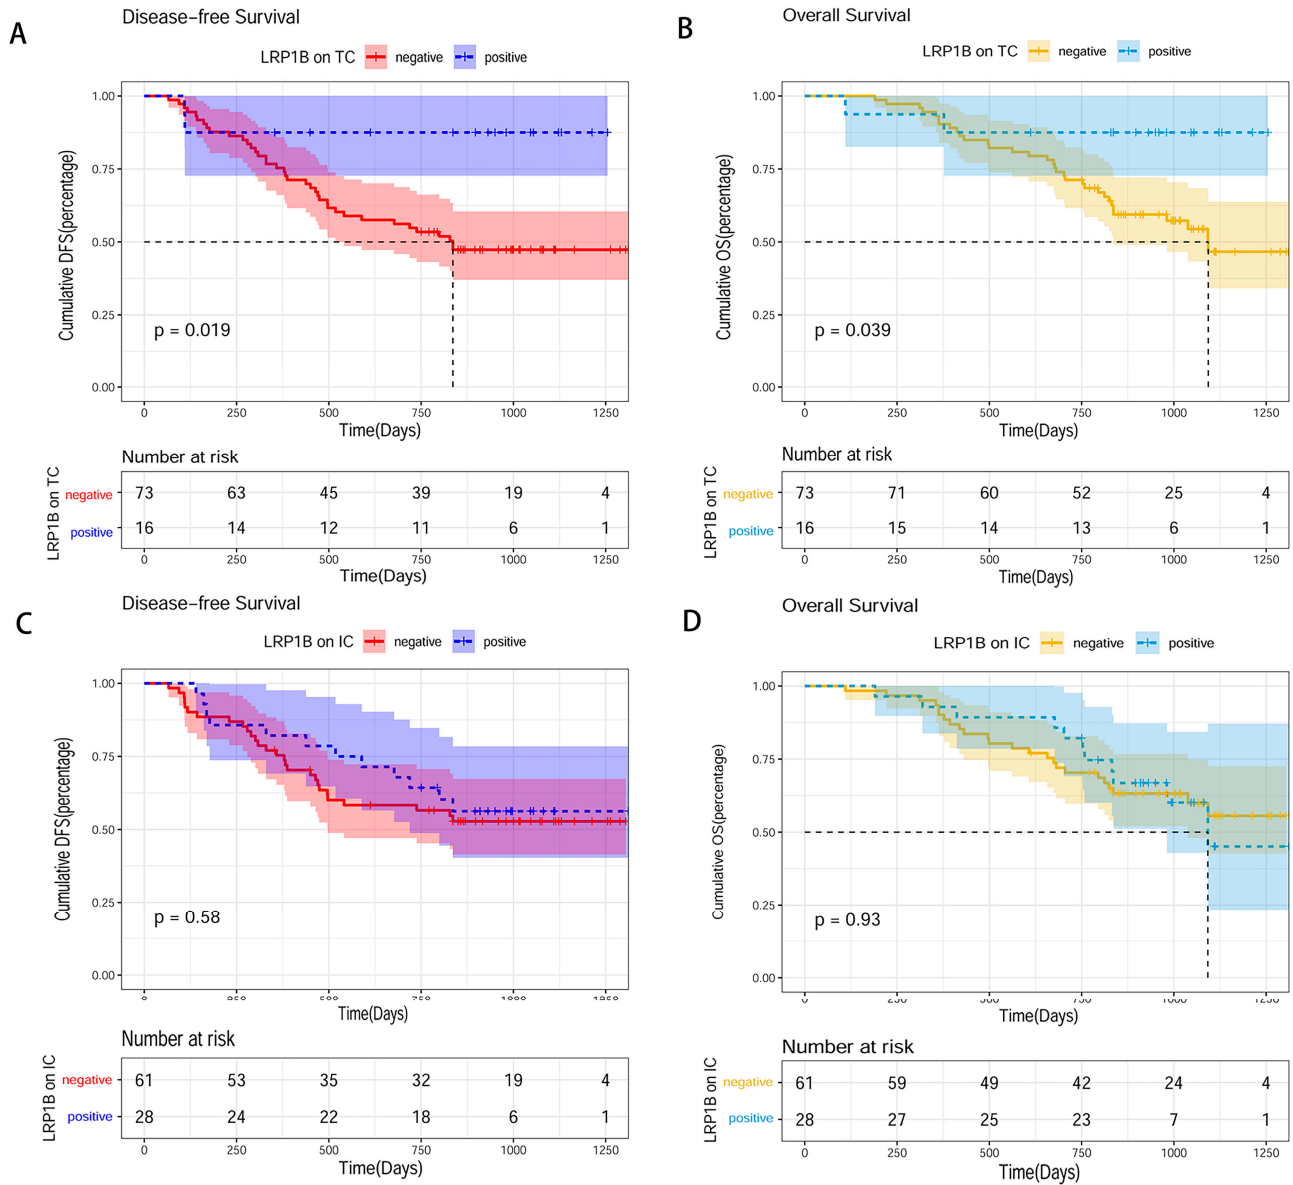 A
Disease-free Survival
LRP1B on TC negative positive
Cumulative DFS(percentage)
1.00
0.75
0.50
0.25
0.00
p = 0.019
0 250 500 750 1000 1250
Time(Days)
Number at risk
LRP1B on TC
negative 73 63 45 39 19 4
positive 16 14 12 11 6 1
0 250 500 750 1000 1250
Time(Days)
B
Overall Survival
LRP1B on TC negative positive
Cumulative OS(percentage)
1.00
0.75
0.50
0.25
0.00
p = 0.039
0 250 500 750 1000 1250
Time(Days)
Number at risk
LRP1B on TC
negative 73 71 60 52 25 4
positive 16 15 14 13 6 1
0 250 500 750 1000 1250
Time(Days)
C
Disease-free Survival
LRP1B on IC negative positive
Cumulative DFS(percentage)
1.00
0.75
0.50
0.25
0.00
p = 0.58
Time(Days)
Number at risk
LRP1B on IC
negative 61 53 35 32 19 4
positive 28 24 22 18 6 1
0 250 500 750 1000 1250
Time(Days)
D
Overall Survival
LRP1B on IC negative positive
Cumulative OS(percentage)
1.00
0.75
0.50
0.25
0.00
p = 0.93
0 250 500 750 1000 1250
Time(Days)
Number at risk
LRP1B on IC
negative 61 59 49 42 24 4
positive 28 27 25 23 7 1
0 250 500 750 1000 1250
Time(Days)